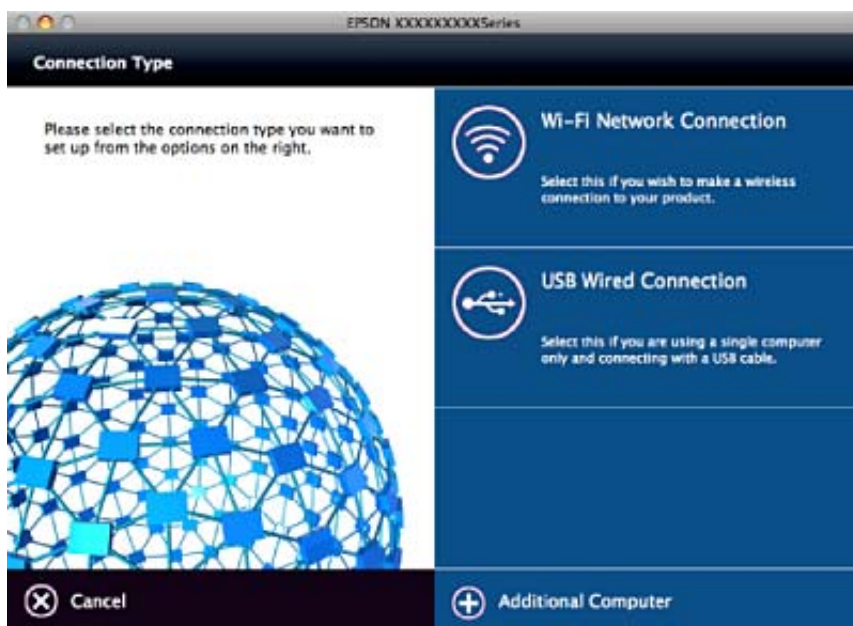 EPSON XXXXXXXXXSeries
Connection Type
Please select the connection type you want to
set up from the options on the right.
Wi-Fi Network Connection
Select this if you wish to make a wireless
connection to your product.
USB Wired Connection
Select this if you are using a single computer
only and connecting with a USB cable.
Cancel
Additional Computer